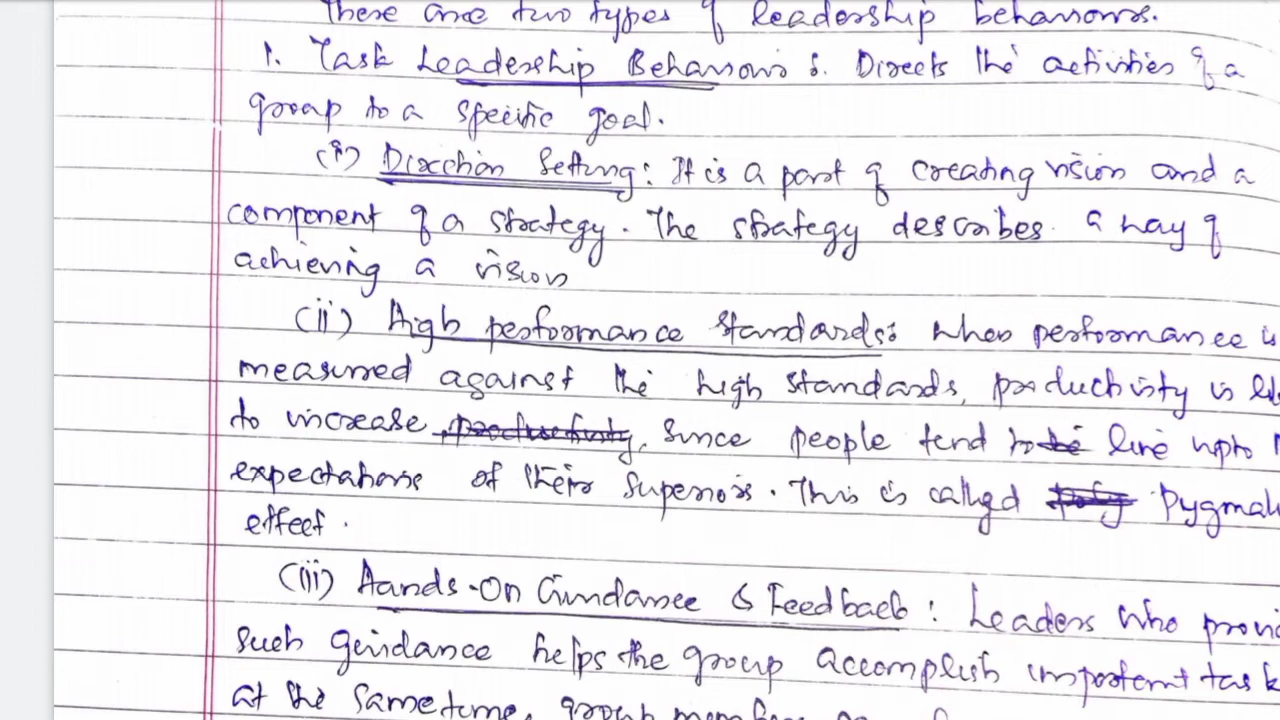 There are two types of leadership behaviours.
1. Task Leadership Behaviours : Directs the activities of a
group to a specific goal.
(i) Direction Setting: It is a part of creating vision and a
component of a strategy. The strategy describes a way of
achieving a vision
(ii) High performance standards: When performance is
measured against the high standards, productivity is
to increase productivity, since people tend to live upto
expectations of their superiors. This is called Pygmal
effect.
(iii) Hands-On Guidance & Feedback: Leaders who provi
such guidance helps the group accomplish important task
at the same time, group members